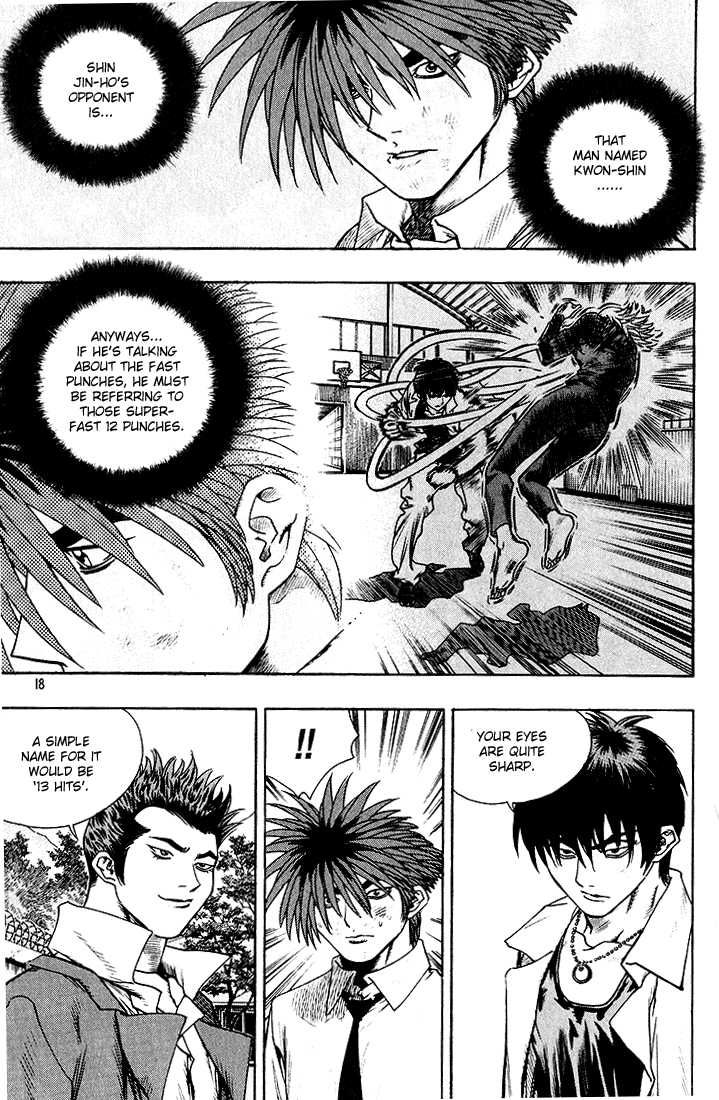 SHIN
JIN-HO'S
OPPONENT
IS...
THAT
MAN NAMED
KWON-SHIN
......
ANYWAYS...
IF HE'S TALKING
ABOUT THE FAST
PUNCHES, HE MUST
BE REFERRING TO
THOSE SUPER-
FAST 12 PUNCHES.
18
A SIMPLE
NAME FOR IT
WOULD BE
'13 HITS'.
!!
YOUR EYES
ARE QUITE
SHARP.